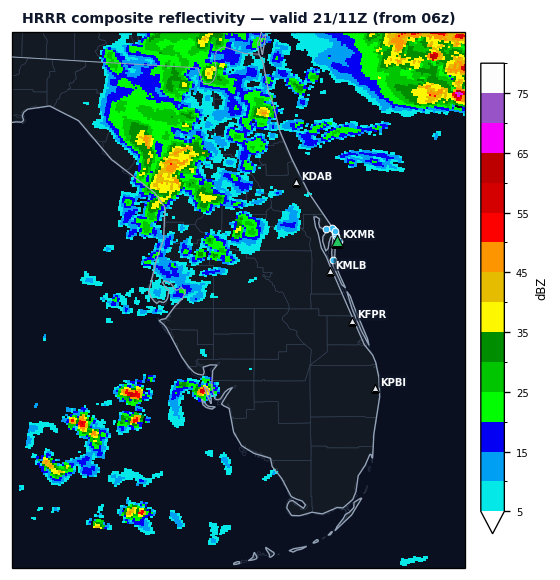 HRRR composite reflectivity — valid 21/11Z (from 06z)
75
65
55
45
35
25
15
5
dBZ
KDAB
KXMR
KMLB
KFPR
KPBI